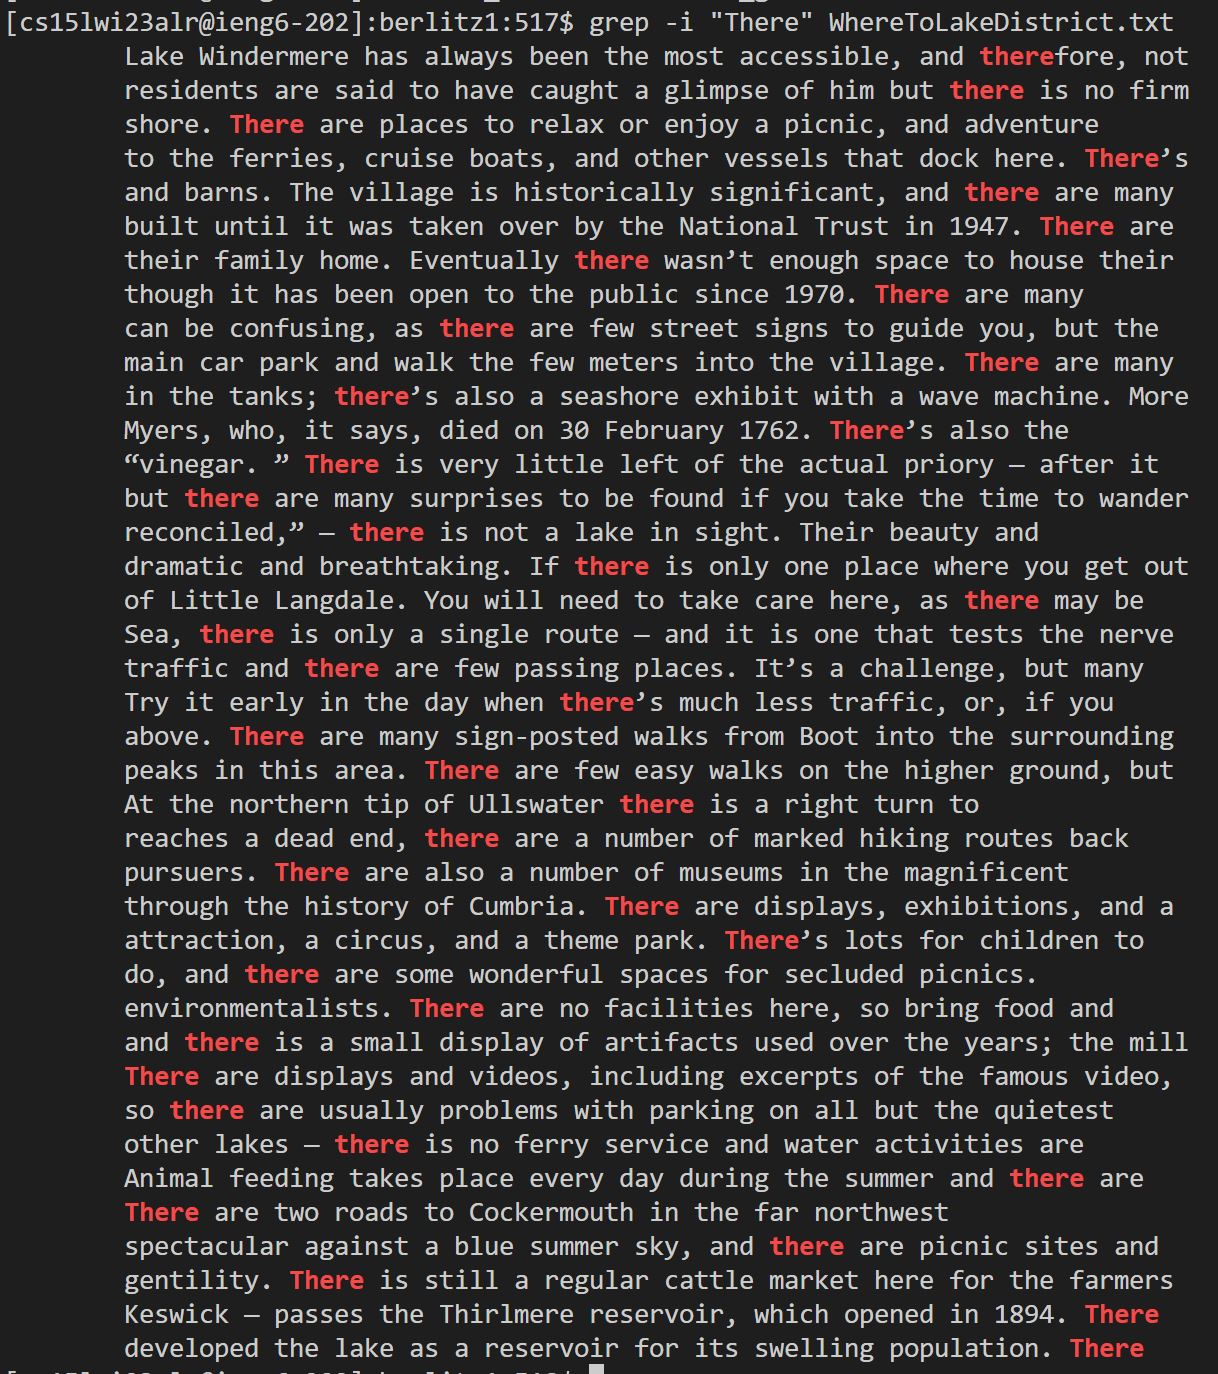 [cs15lwi23alr@ieng6-202]:berlitz1:517$ grep -i "There" WhereToLakeDistrict.txt
Lake Windermere has always been the most accessible, and therefore, not
residents are said to have caught a glimpse of him but there is no firm
shore. There are places to relax or enjoy a picnic, and adventure
to the ferries, cruise boats, and other vessels that dock here. There’s
and barns. The village is historically significant, and there are many
built until it was taken over by the National Trust in 1947. There are
their family home. Eventually there wasn’t enough space to house their
though it has been open to the public since 1970. There are many
can be confusing, as there are few street signs to guide you, but the
main car park and walk the few meters into the village. There are many
in the tanks; there’s also a seashore exhibit with a wave machine. More
Myers, who, it says, died on 30 February 1762. There’s also the
“vinegar. ” There is very little left of the actual priory — after it
but there are many surprises to be found if you take the time to wander
reconciled,” — there is not a lake in sight. Their beauty and
dramatic and breathtaking. If there is only one place where you get out
of Little Langdale. You will need to take care here, as there may be
Sea, there is only a single route — and it is one that tests the nerve
traffic and there are few passing places. It’s a challenge, but many
Try it early in the day when there’s much less traffic, or, if you
above. There are many sign-posted walks from Boot into the surrounding
peaks in this area. There are few easy walks on the higher ground, but
At the northern tip of Ullswater there is a right turn to
reaches a dead end, there are a number of marked hiking routes back
pursuers. There are also a number of museums in the magnificent
through the history of Cumbria. There are displays, exhibitions, and a
attraction, a circus, and a theme park. There’s lots for children to
do, and there are some wonderful spaces for secluded picnics.
environmentalists. There are no facilities here, so bring food and
and there is a small display of artifacts used over the years; the mill
There are displays and videos, including excerpts of the famous video,
so there are usually problems with parking on all but the quietest
other lakes — there is no ferry service and water activities are
Animal feeding takes place every day during the summer and there are
There are two roads to Cockermouth in the far northwest
spectacular against a blue summer sky, and there are picnic sites and
gentility. There is still a regular cattle market here for the farmers
Keswick — passes the Thirlmere reservoir, which opened in 1894. There
developed the lake as a reservoir for its swelling population. There